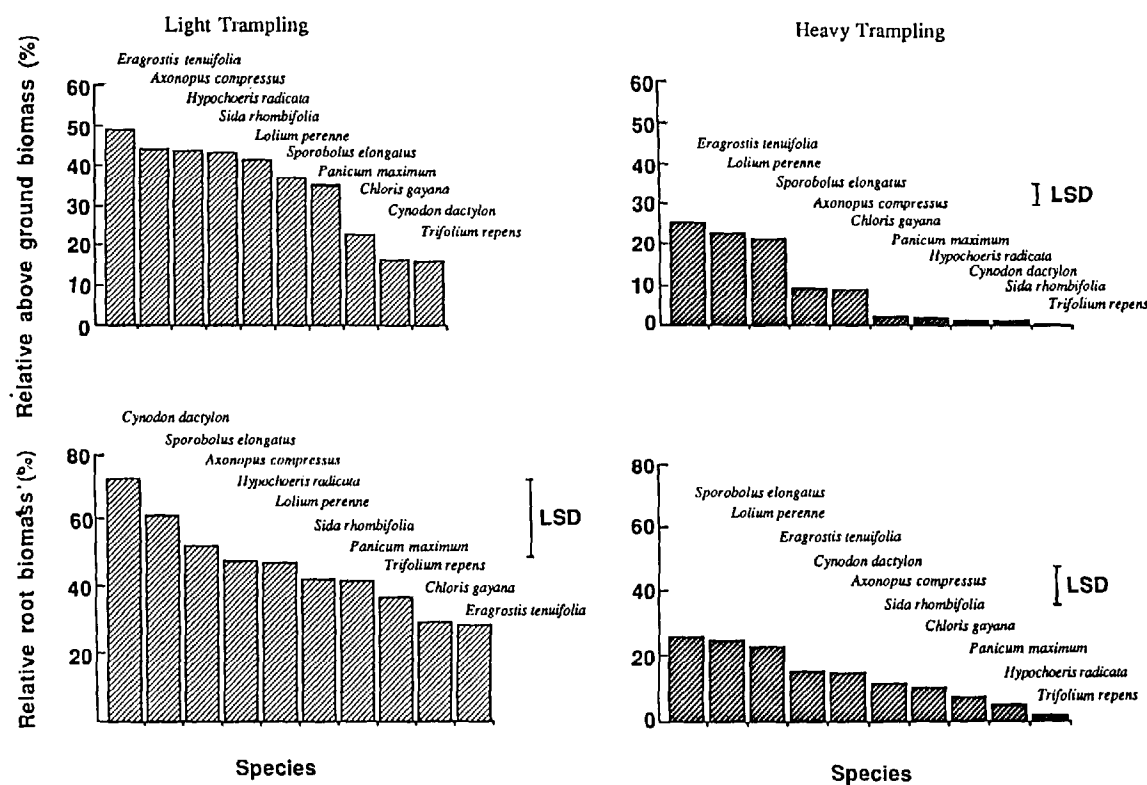 Light Trampling
Heavy Trampling
Relative above ground biomass (%)
60
50
40
30
20
10
0
Eragrostis tenuifolia
Axonopus compressus
Hypochoeris radicata
Sida rhombifolia
Lolium perenne
Sporobolus elongatus
Panicum maximum
Chloris gayana
Cynodon dactylon
Trifolium repens
60
50
40
30
20
10
0
Eragrostis tenuifolia
Lolium perenne
Sporobolus elongatus
Axonopus compressus
Chloris gayana
Panicum maximum
Hypochoeris radicata
Cynodon dactylon
Sida rhombifolia
Trifolium repens
LSD
Relative root biomass (%)
80
60
40
20
Cynodon dactylon
Sporobolus elongatus
Axonopus compressus
Hypochoeris radicata
Lolium perenne
Sida rhombifolia
Panicum maximum
Trifolium repens
Chloris gayana
Eragrostis tenuifolia
LSD
Species
80
60
40
20
0
Sporobolus elongatus
Lolium perenne
Eragrostis tenuifolia
Cynodon dactylon
Axonopus compressus
Sida rhombifolia
Chloris gayana
Panicum maximum
Hypochoeris radicata
Trifolium repens
LSD
Species